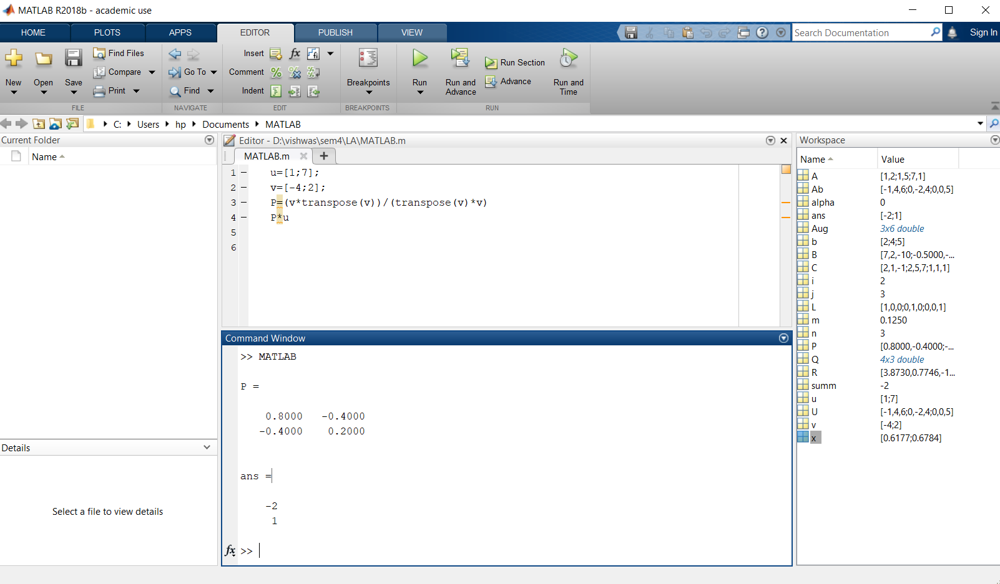 MATLAB R2018b - academic use
HOME PLOTS APPS EDITOR PUBLISH VIEW
Search Documentation
Sign In
New
Open
Save
Find Files
Compare
Print
FILE
Go To
Find
NAVIGATE
Insert
Comment
Indent
EDIT
Breakpoints
BREAKPOINTS
Run
Run and Advance
Run Section
Advance
Run and Time
RUN
C: Users hp Documents MATLAB
Current Folder
Name
Details
Select a file to view details
Editor - D:\vishwas\sem4\LA\MATLAB.m
MATLAB.m
1 u=[1;7];
2 v=[-4;2];
3 P=(v*transpose(v))/(transpose(v)*v)
4 P*u
5
6
Command Window
>> MATLAB
P =
0.8000 -0.4000
-0.4000 0.2000
ans =
-2
1
fx >>
Workspace
Name Value
A [1,2;1,5;7,1]
Ab [-1,4,6;0,-2,4;0,0,5]
alpha 0
ans [-2;1]
Aug 3x6 double
b [2;4;5]
B [7,2,-10;-0.5000,-...
C [2,1,-1;2,5,7;1,1,1]
i 2
j 3
L [1,0,0;0,1,0;0,0,1]
m 0.1250
n 3
P [0.8000,-0.4000;-...
Q 4x3 double
R [3.8730,0.7746,-1...
summ -2
u [1;7]
U [-1,4,6;0,-2,4;0,0,5]
v [-4;2]
x [0.6177;0.6784]